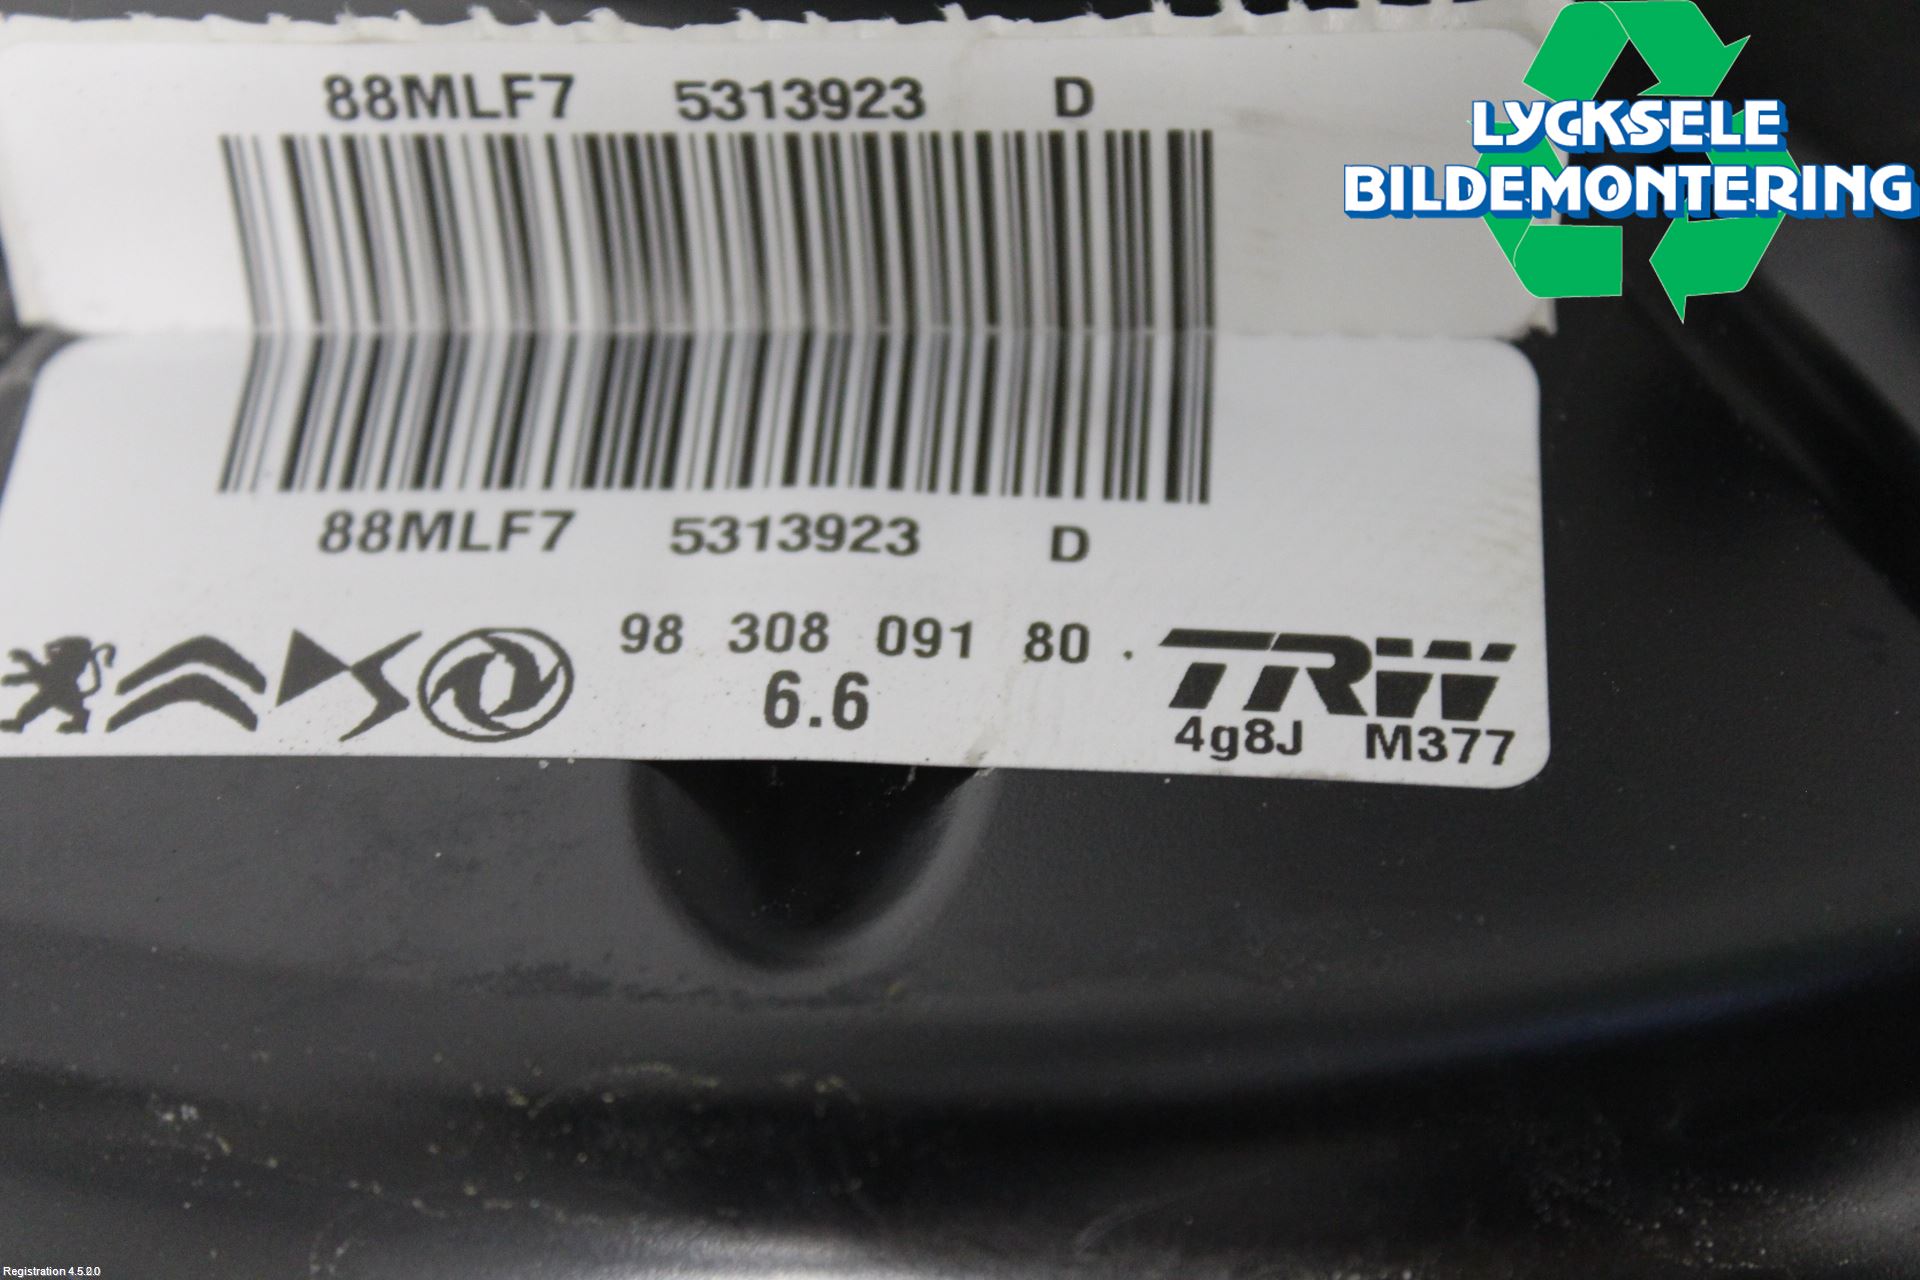 88MLF7 5313923 D
LYCKSELE
BILDEMONTERING
88MLF7 5313923 D
98 308 091 80 . TRW
6.6
4g8J M377
Registration 4.5.2.0